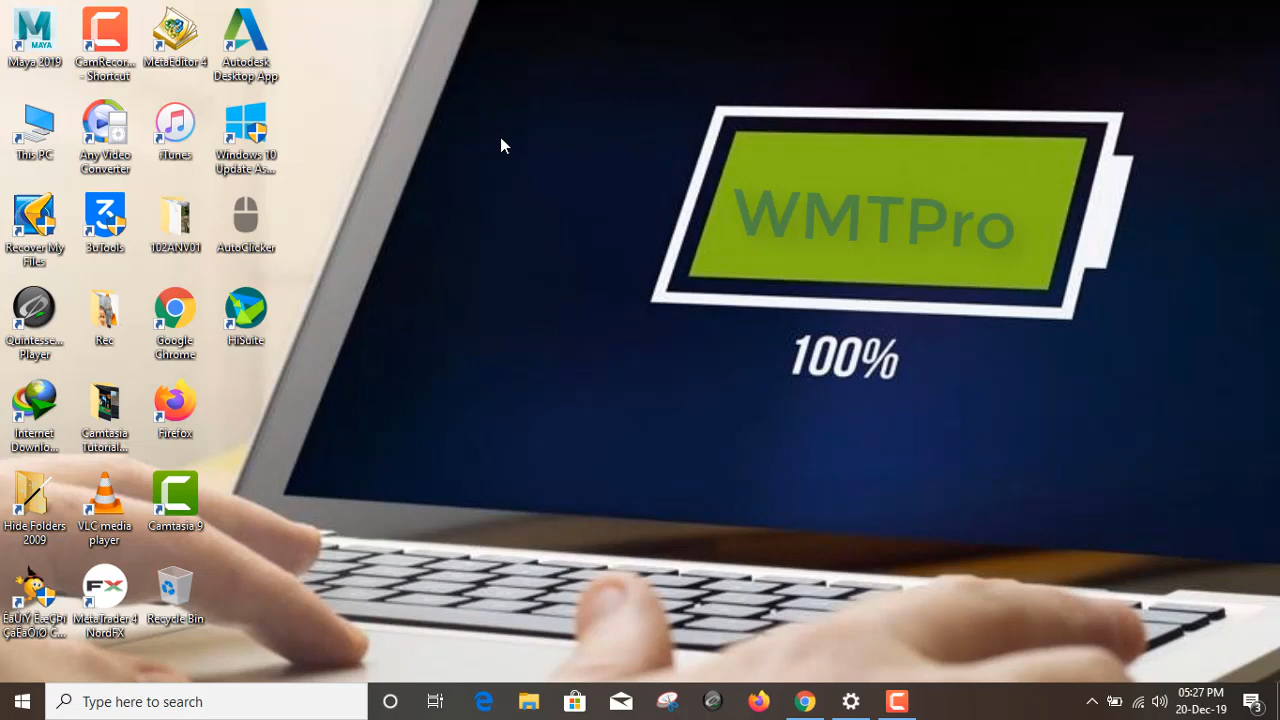 MAYA
Maya 2019
CamRecor...
- Shortcut
MetaEditor 4
Autodesk
Desktop App
This PC
Any Video
Converter
iTunes
Windows 10
Update As...
Recover My
Files
3uTools
102ANV01
AutoClicker
Quintesse...
Player
Rec
Google
Chrome
HiSuite
Internet
Downlo...
Camtasia
Tutorial...
Firefox
Hide Folders
2009
VLC media
player
Camtasia 9
FX
MetaTrader 4
NordFX
Recycle Bin
WMTPro
100%
Type here to search
05:27 PM
20-Dec-19
3